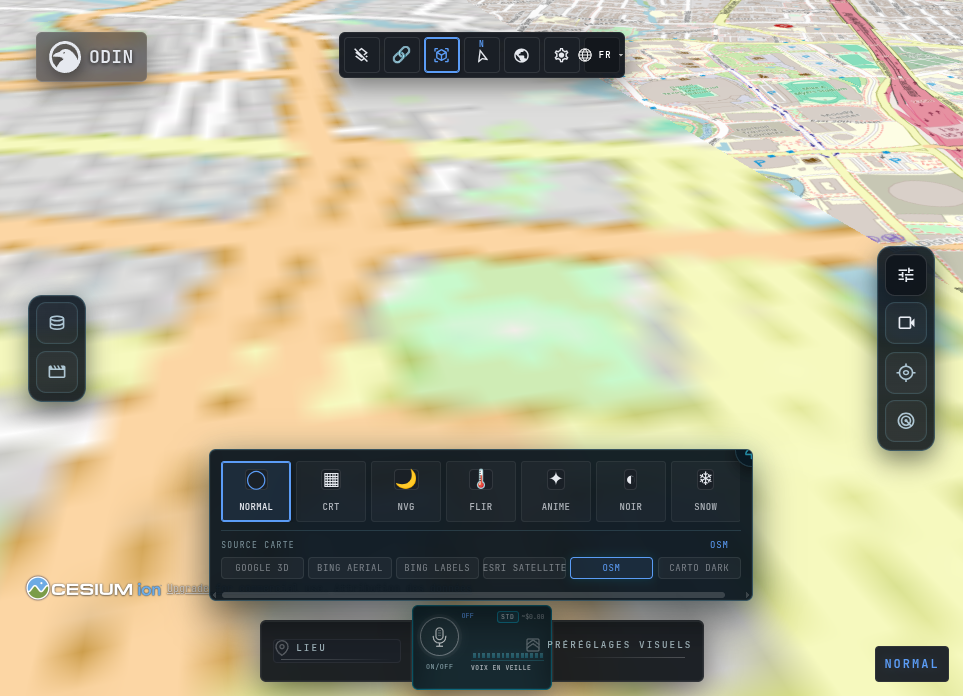 ODIN
N
FR
NORMAL
CRT
NVG
FLIR
ANIME
NOIR
SNOW
SOURCE CARTE
OSM
GOOGLE 3D
BING AERIAL
BING LABELS
ESRI SATELLITE
OSM
CARTO DARK
CESIUM ion
Upgrade
OFF
STD
~$0.00
LIEU
PRÉRÉGLAGES VISUELS
ON/OFF
VOIX EN VEILLE
NORMAL